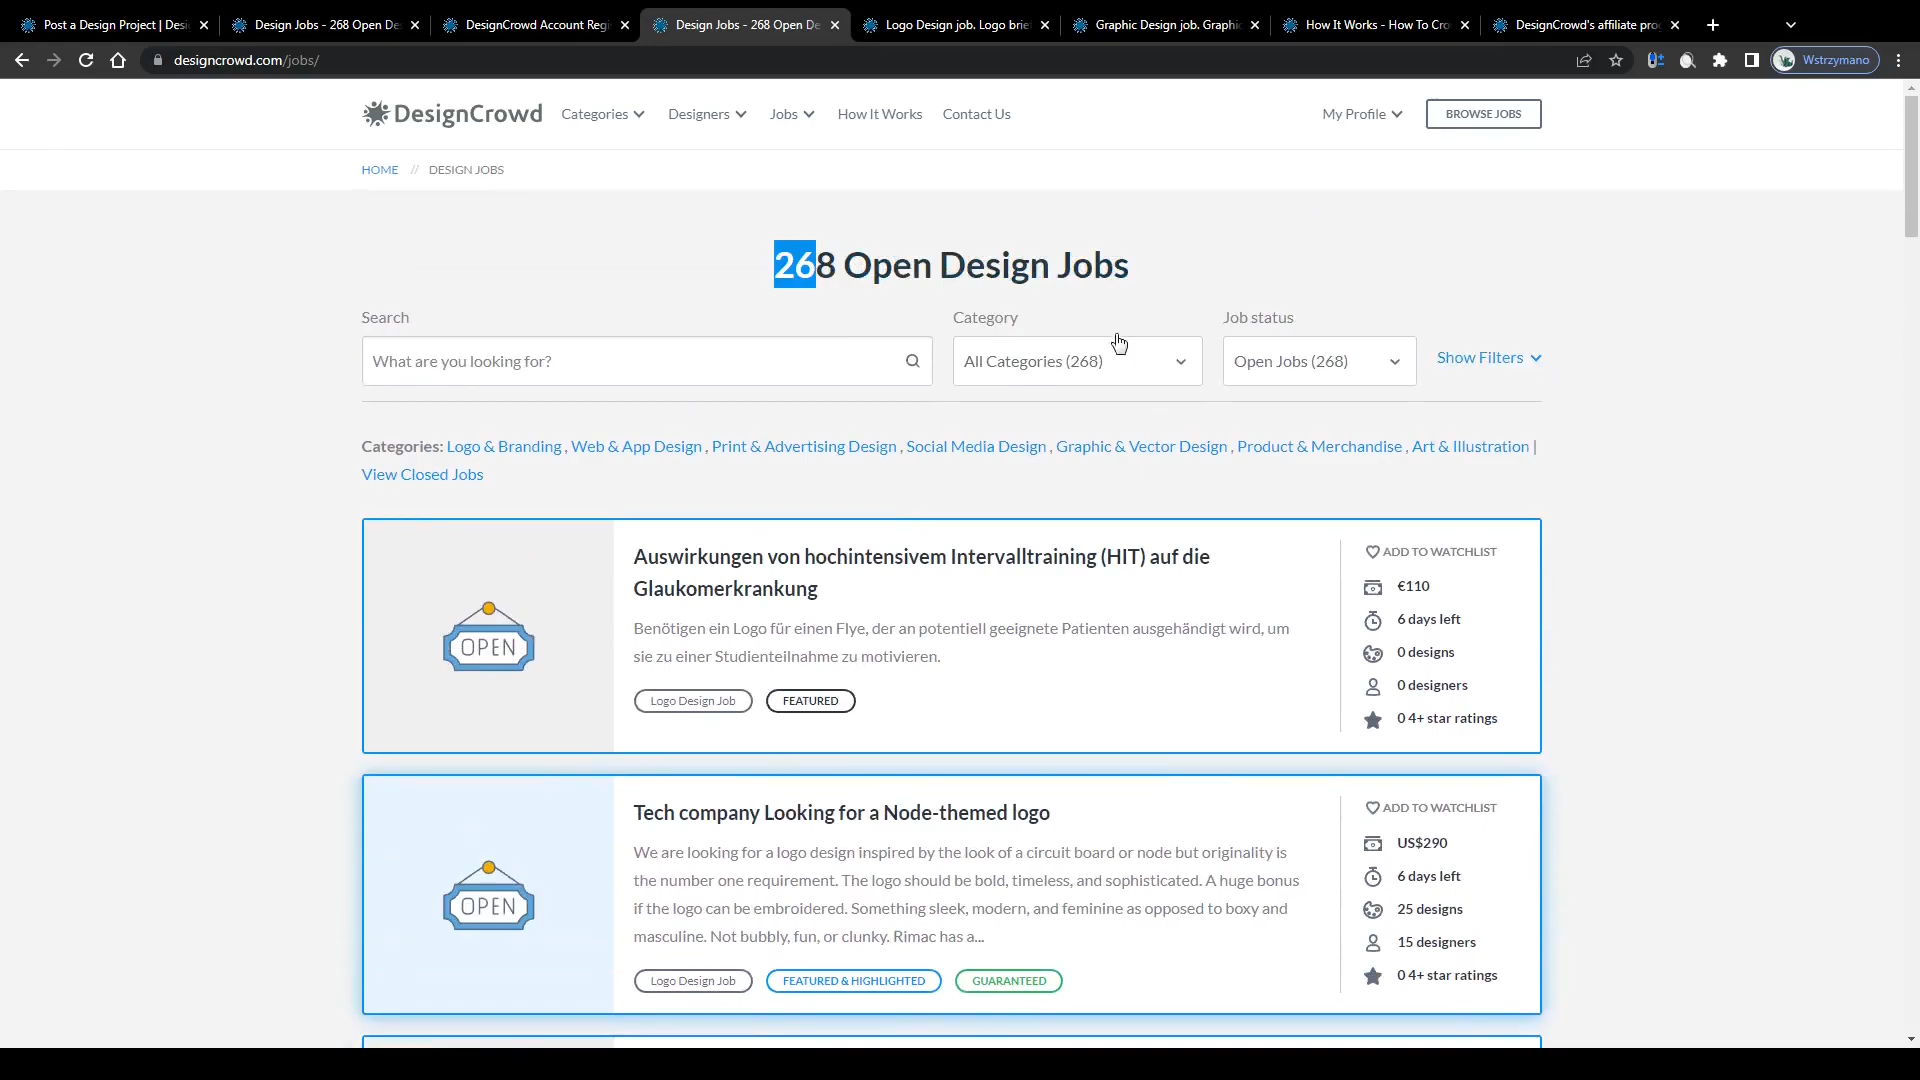 Post a Design Project | Desi
Design Jobs - 268 Open De
DesignCrowd Account Regi
Design Jobs - 268 Open De
Logo Design job. Logo brie
Graphic Design job. Graphic
How It Works - How To Cro
DesignCrowd's affiliate pro
designcrowd.com/jobs/
Wstrzymano
DesignCrowd
Categories
Designers
Jobs
How It Works
Contact Us
My Profile
BROWSE JOBS
HOME // DESIGN JOBS
268 Open Design Jobs
Search
Category
Job status
What are you looking for?
All Categories (268)
Open Jobs (268)
Show Filters
Categories: Logo & Branding , Web & App Design , Print & Advertising Design , Social Media Design , Graphic & Vector Design , Product & Merchandise , Art & Illustration |
View Closed Jobs
OPEN
Auswirkungen von hochintensivem Intervalltraining (HIT) auf die
Glaukomerkrankung
Benötigen ein Logo für einen Flye, der an potentiell geeignete Patienten ausgehändigt wird, um
sie zu einer Studienteilnahme zu motivieren.
Logo Design Job
FEATURED
ADD TO WATCHLIST
€110
6 days left
0 designs
0 designers
0 4+ star ratings
OPEN
Tech company Looking for a Node-themed logo
We are looking for a logo design inspired by the look of a circuit board or node but originality is
the number one requirement. The logo should be bold, timeless, and sophisticated. A huge bonus
if the logo can be embroidered. Something sleek, modern, and feminine as opposed to boxy and
masculine. Not bubbly, fun, or clunky. Rimac has a...
Logo Design Job
FEATURED & HIGHLIGHTED
GUARANTEED
ADD TO WATCHLIST
US$290
6 days left
25 designs
15 designers
0 4+ star ratings